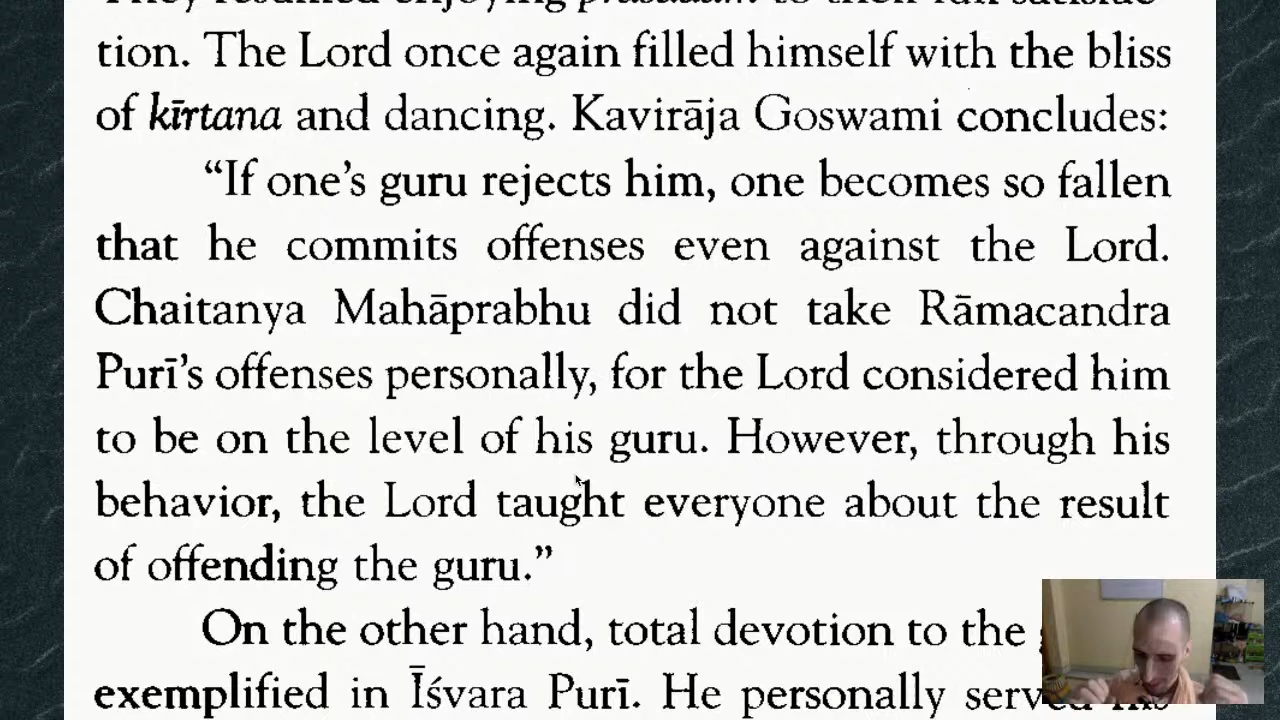 tion. The Lord once again filled himself with the bliss
of kīrtana and dancing. Kavirāja Goswami concludes:
“If one’s guru rejects him, one becomes so fallen
that he commits offenses even against the Lord.
Chaitanya Mahāprabhu did not take Rāmacandra
Purī’s offenses personally, for the Lord considered him
to be on the level of his guru. However, through his
behavior, the Lord taught everyone about the result
of offending the guru.”
On the other hand, total devotion to the
exemplified in Īśvara Purī. He personally